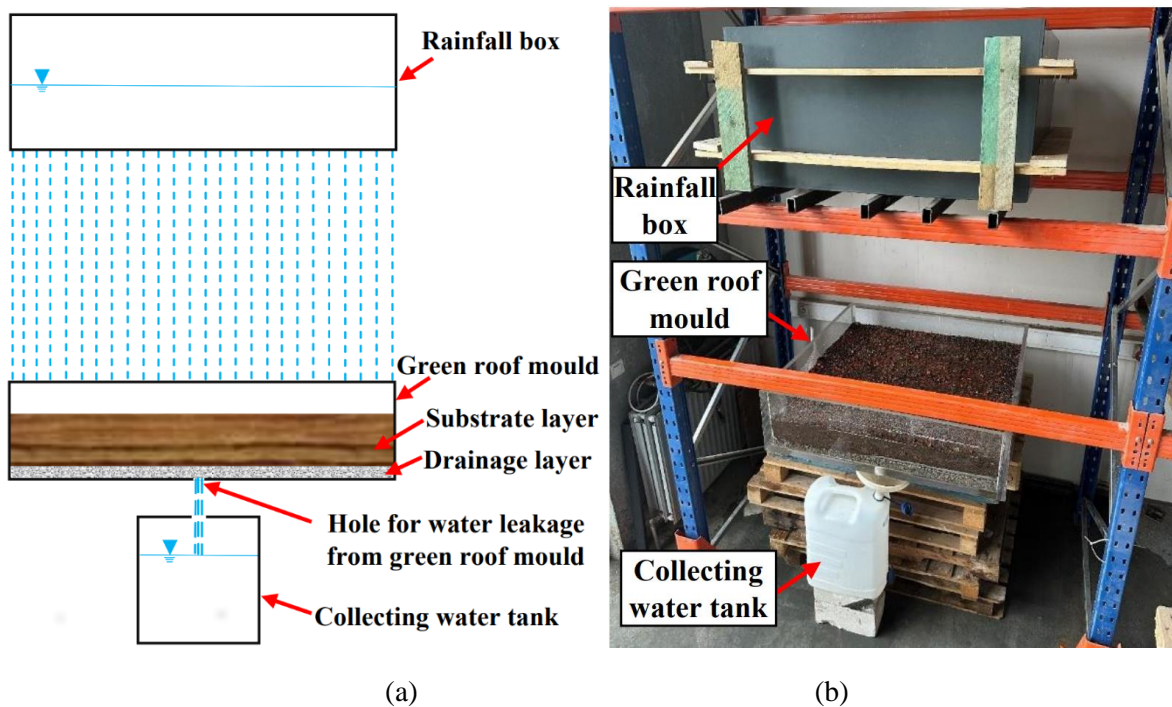 Rainfall box
Green roof mould
Substrate layer
Drainage layer
Hole for water leakage
from green roof mould
Collecting water tank
Rainfall
box
Green roof
mould
Collecting
water tank
(a)
(b)